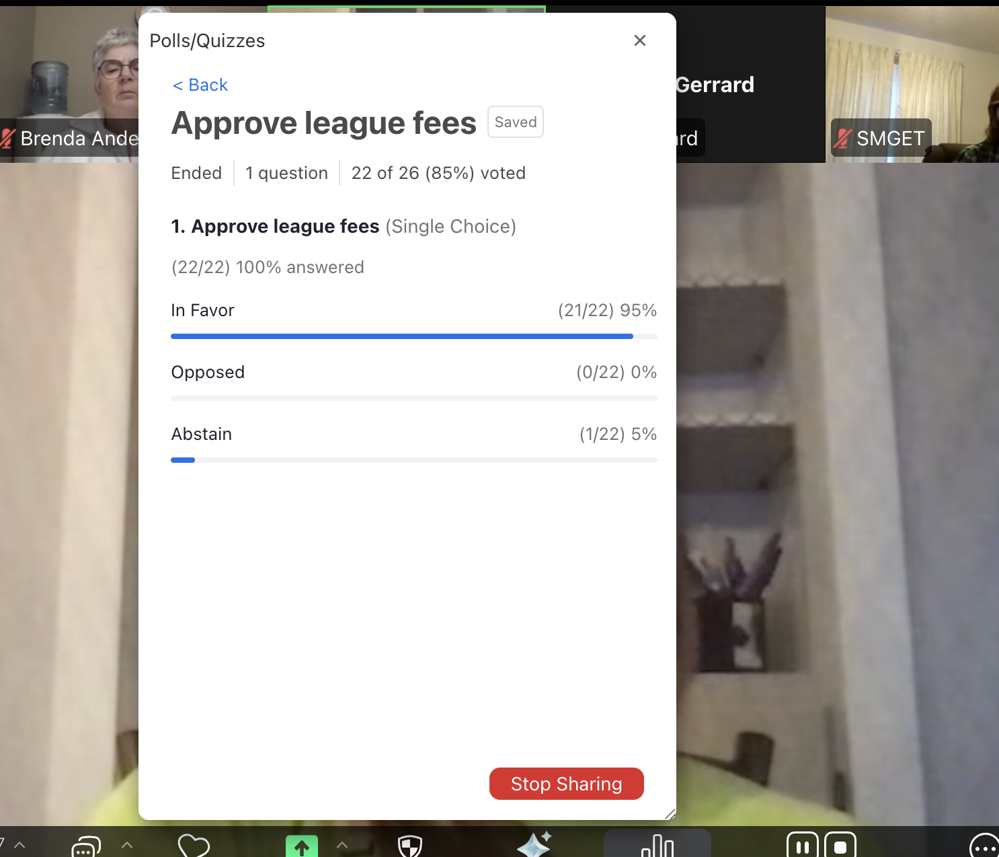 Polls/Quizzes
< Back
Gerrard
Approve league fees
Saved
Brenda Ande
rd
SMGET
Ended
1 question
22 of 26 (85%) voted
1. Approve league fees (Single Choice)
(22/22) 100% answered
In Favor
(21/22) 95%
Opposed
(0/22) 0%
Abstain
(1/22) 5%
Stop Sharing